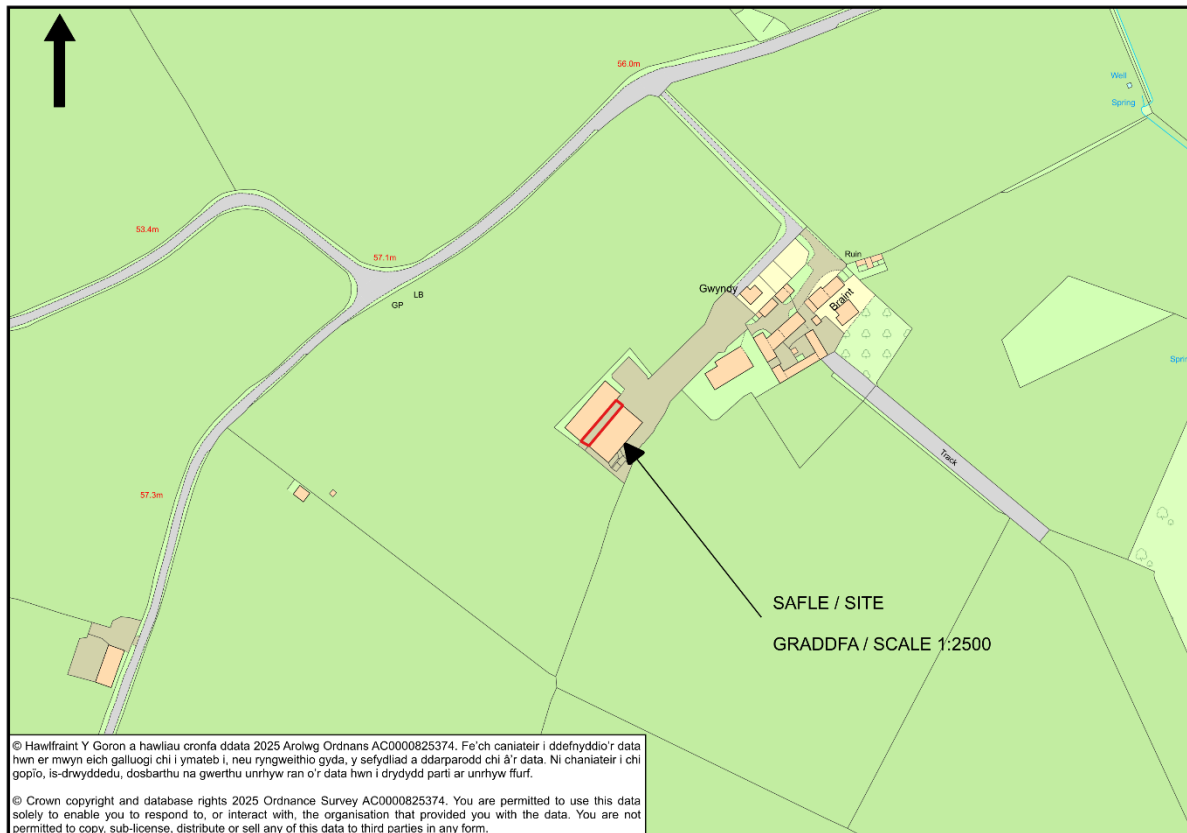 56.0m
Well
Spring
53.4m
57.1m
LB
GP
Ruin
Gwyndy
Braint
Sprin
Track
57.3m
SAFLE / SITE
GRADDFA / SCALE 1:2500
© Hawlfraint Y Goron a hawliau cronfa ddata 2025 Arolwg Ordnans AC0000825374. Fe'ch caniateir i ddefnyddio'r data
hwn er mwyn eich galluogi chi i ymateb i, neu ryngweithio gyda, y sefydliad a ddarparodd chi â'r data. Ni chaniateir i chi
gopïo, is-drwyddedu, dosbarthu na gwerthu unrhyw ran o'r data hwn i drydydd parti ar unrhyw ffurf.
© Crown copyright and database rights 2025 Ordnance Survey AC0000825374. You are permitted to use this data
solely to enable you to respond to, or interact with, the organisation that provided you with the data. You are not
permitted to copy, sub-license, distribute or sell any of this data to third parties in any form.